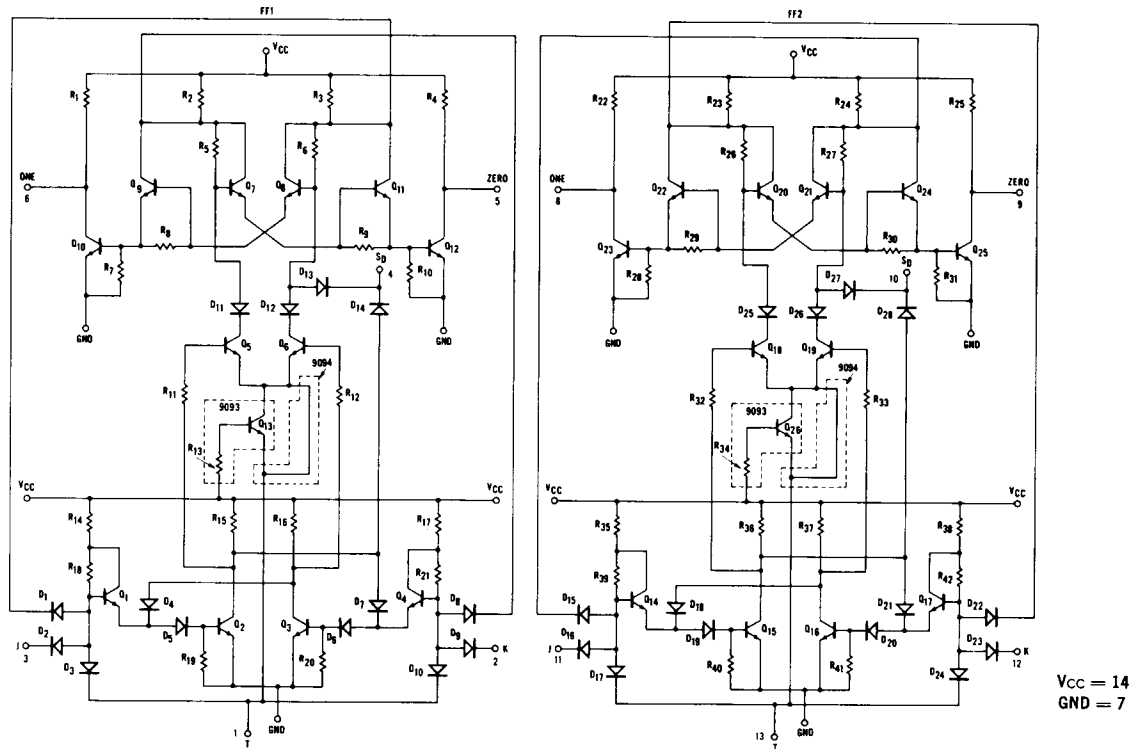 FF1
FF2
VCC
VCC
R1
R2
R3
R4
R22
R23
R24
R25
R5
R6
R26
R27
ONE
6
Q9
Q7
Q8
Q11
ZERO
5
ONE
8
Q22
Q20
Q21
Q24
ZERO
9
Q10
R8
R9
Q12
Q23
R29
R30
Q25
R7
R10
R28
R31
SD
4
SD
10
D13
D27
D11
D12
D14
D25
D26
D28
GND
GND
GND
GND
Q5
Q6
Q18
Q19
9094
9094
R11
R12
R32
R33
9093
9093
Q13
Q26
R13
R34
VCC
VCC
VCC
VCC
R14
R15
R16
R17
R35
R36
R37
R38
R18
R21
R39
R42
D1
Q1
D4
D7
Q4
D8
D15
Q14
D18
D21
Q17
D22
D2
D5
Q2
Q3
D6
D9
D16
D19
Q15
Q16
D20
D23
J
3
K
2
J
11
K
12
D3
R19
R20
D10
D17
R40
R41
D24
1
T
GND
13
T
GND
VCC = 14
GND = 7